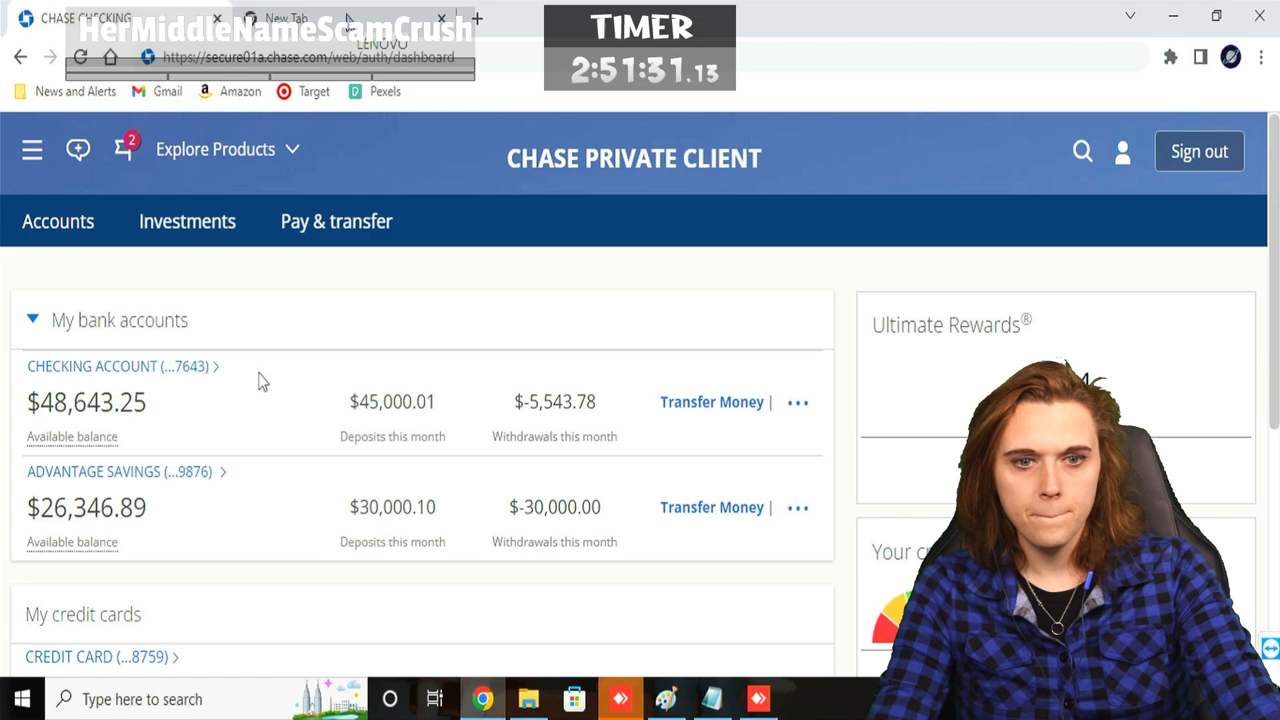 CHASE CHECKING
New Tab
HerMiddleNameScamCrush
LENOVO
https://secure01a.chase.com/web/auth/dashboard
TIMER
2:51:31.13
News and Alerts
Gmail
Amazon
Target
Pexels
2
Explore Products
CHASE PRIVATE CLIENT
Sign out
Accounts
Investments
Pay & transfer
My bank accounts
CHECKING ACCOUNT (...7643)
$48,643.25
$45,000.01
$-5,543.78
Transfer Money |
Available balance
Deposits this month
Withdrawals this month
ADVANTAGE SAVINGS (...9876)
$26,346.89
$30,000.10
$-30,000.00
Transfer Money |
Available balance
Deposits this month
Withdrawals this month
Ultimate Rewards®
My credit cards
CREDIT CARD (...8759)
Type here to search